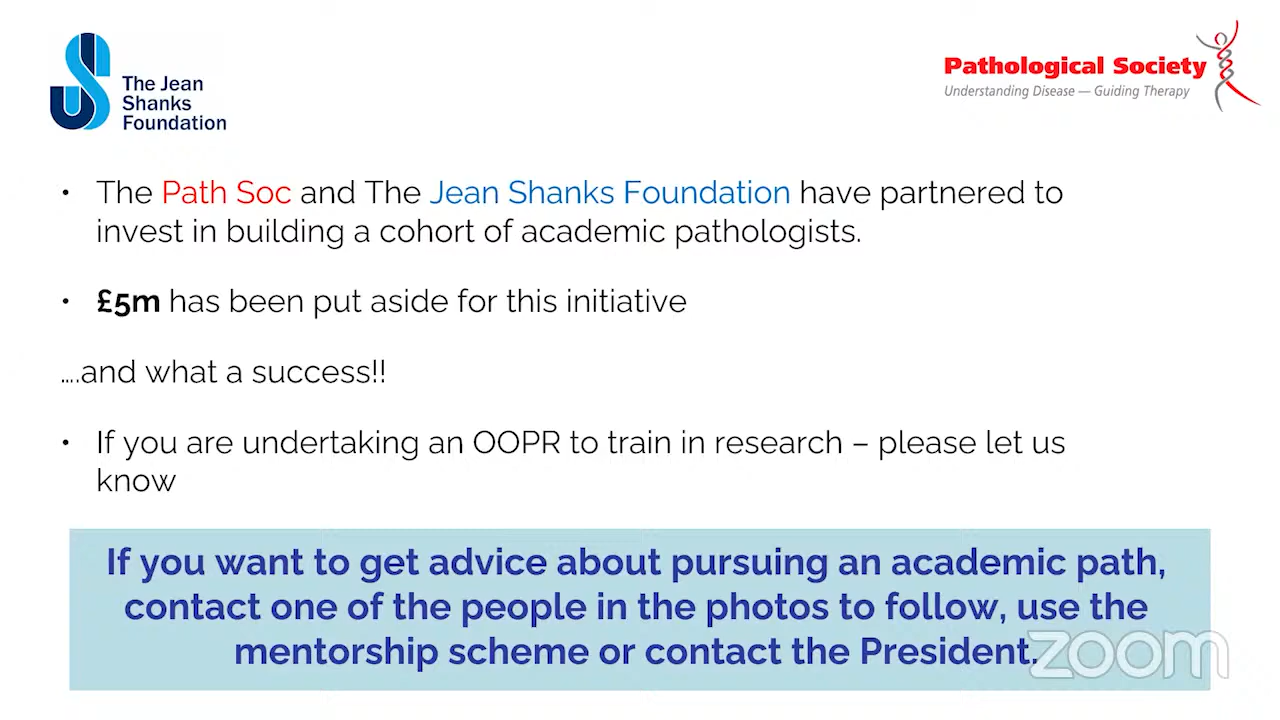 The Jean
Shanks
Foundation
Pathological Society
Understanding Disease — Guiding Therapy
• The Path Soc and The Jean Shanks Foundation have partnered to
invest in building a cohort of academic pathologists.
• £5m has been put aside for this initiative
….and what a success!!
• If you are undertaking an OOPR to train in research – please let us
know
If you want to get advice about pursuing an academic path,
contact one of the people in the photos to follow, use the
mentorship scheme or contact the President.
zoom